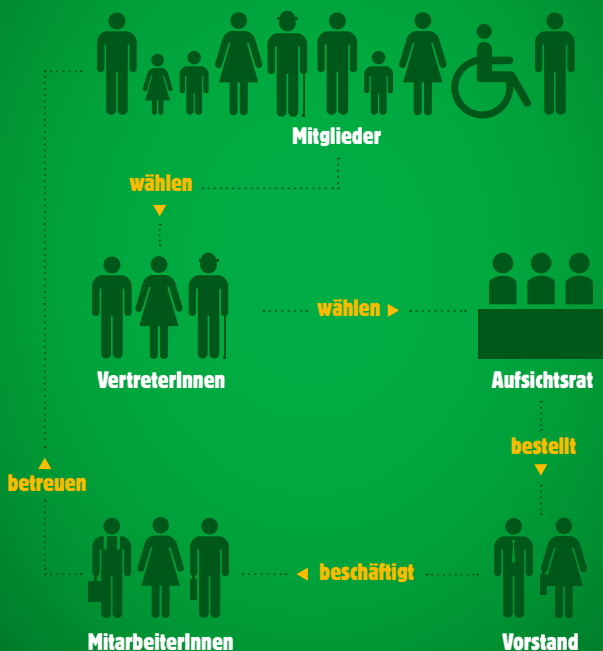 Mitglieder
wählen
wählen
VertreterInnen
Aufsichtsrat
bestellt
betreuen
beschäftigt
MitarbeiterInnen
Vorstand